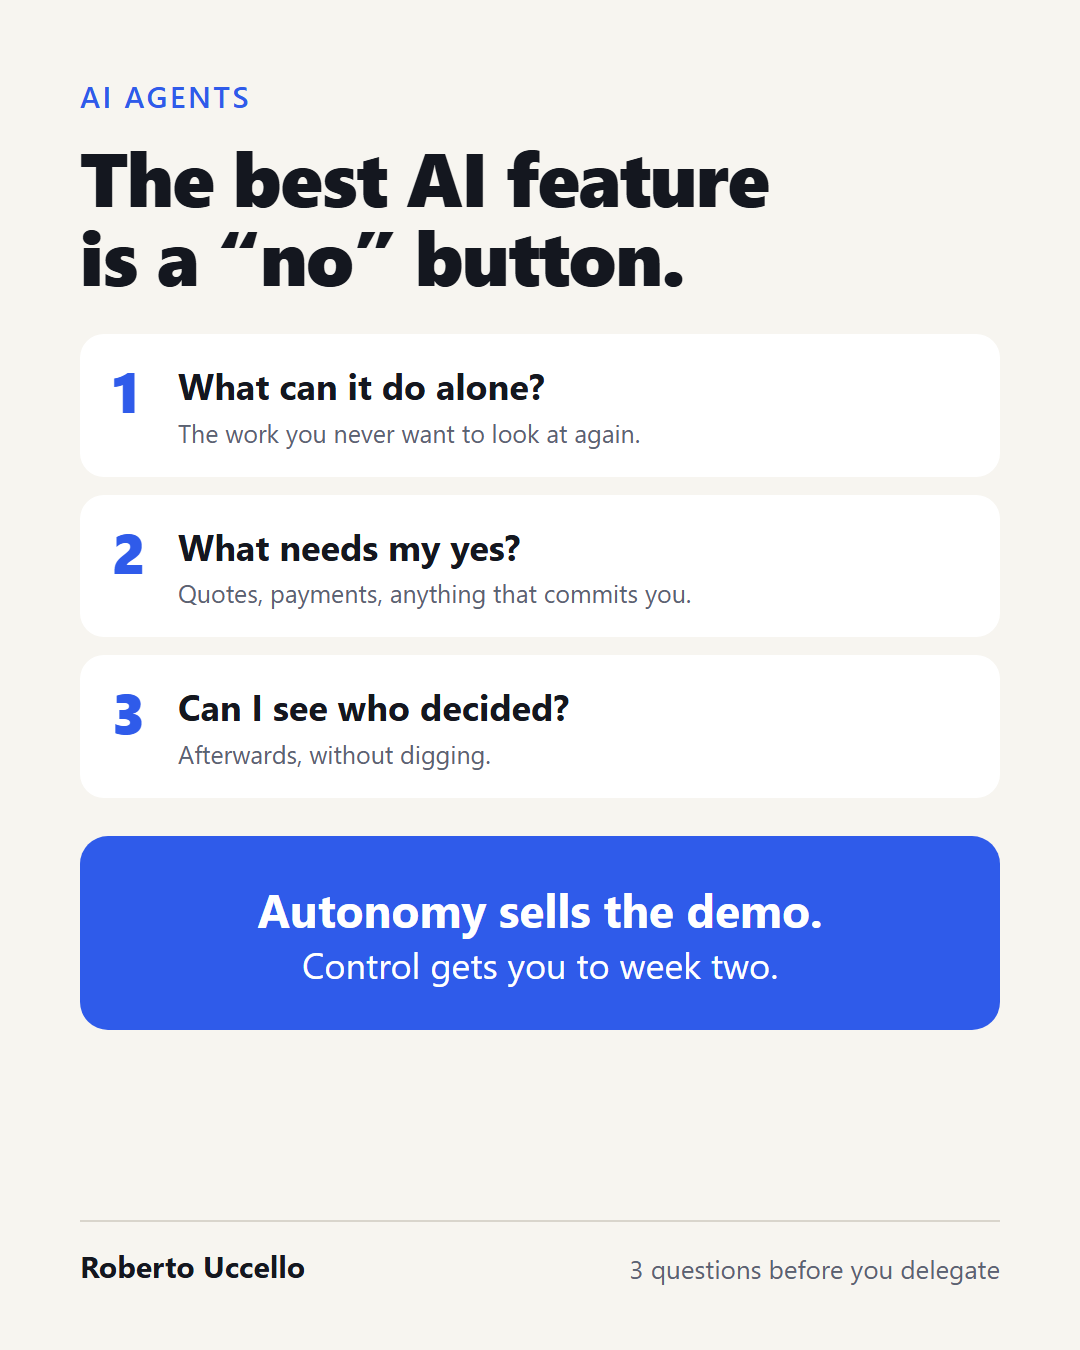 AI AGENTS
The best AI feature
is a “no” button.
1
What can it do alone?
The work you never want to look at again.
2
What needs my yes?
Quotes, payments, anything that commits you.
3
Can I see who decided?
Afterwards, without digging.
Autonomy sells the demo.
Control gets you to week two.
Roberto Uccello
3 questions before you delegate